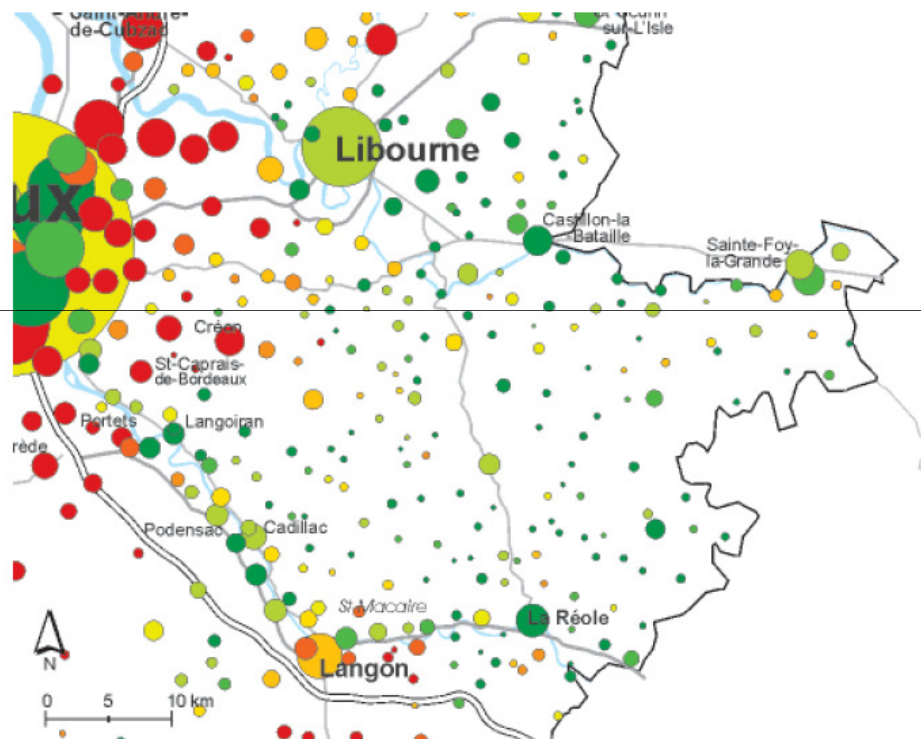 de-Cubzac
sur-L'Isle
Libourne
ux
Castillon-la
Bataille
Sainte-Foy-
la-Grande
Créon
St-Caprais-
de-Bordeaux
Portets
Langoiran
rède
Podensac
Cadillac
St-Macaire
La Réole
Langon
N
0 5 10 km